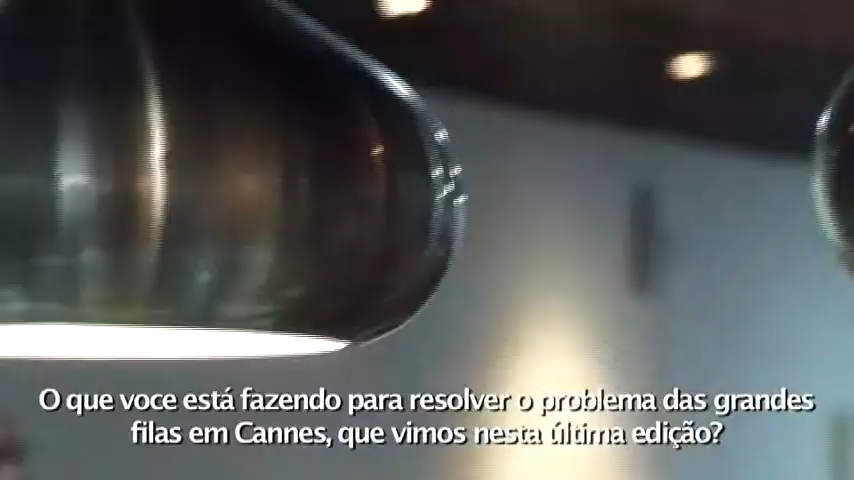 O que voce está fazendo para resolver o problema das grandes
filas em Cannes, que vimos nesta última edição?